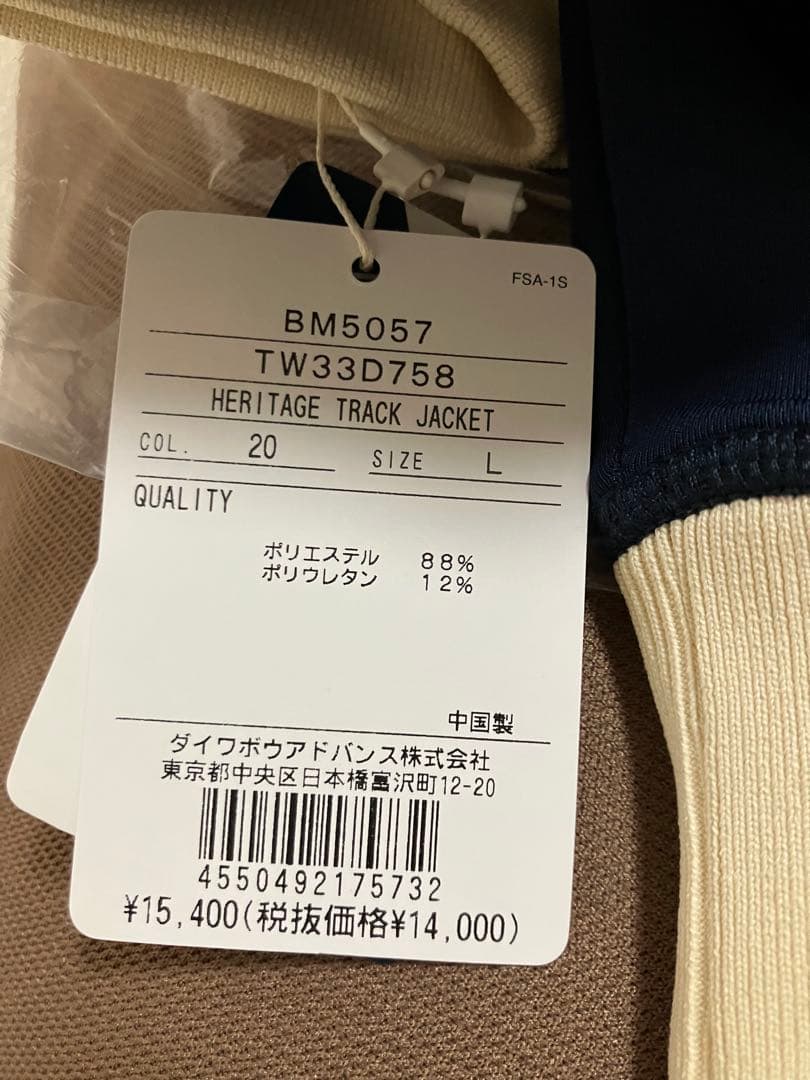 FSA-1S
BM5057
TW33D758
HERITAGE TRACK JACKET
COL. 20 SIZE L
QUALITY
ポリエステル 88%
ポリウレタン 12%
中国製
ダイワボウアドバンス株式会社
東京都中央区日本橋富沢町12-20
4550492175732
¥15,400(税抜価格¥14,000)